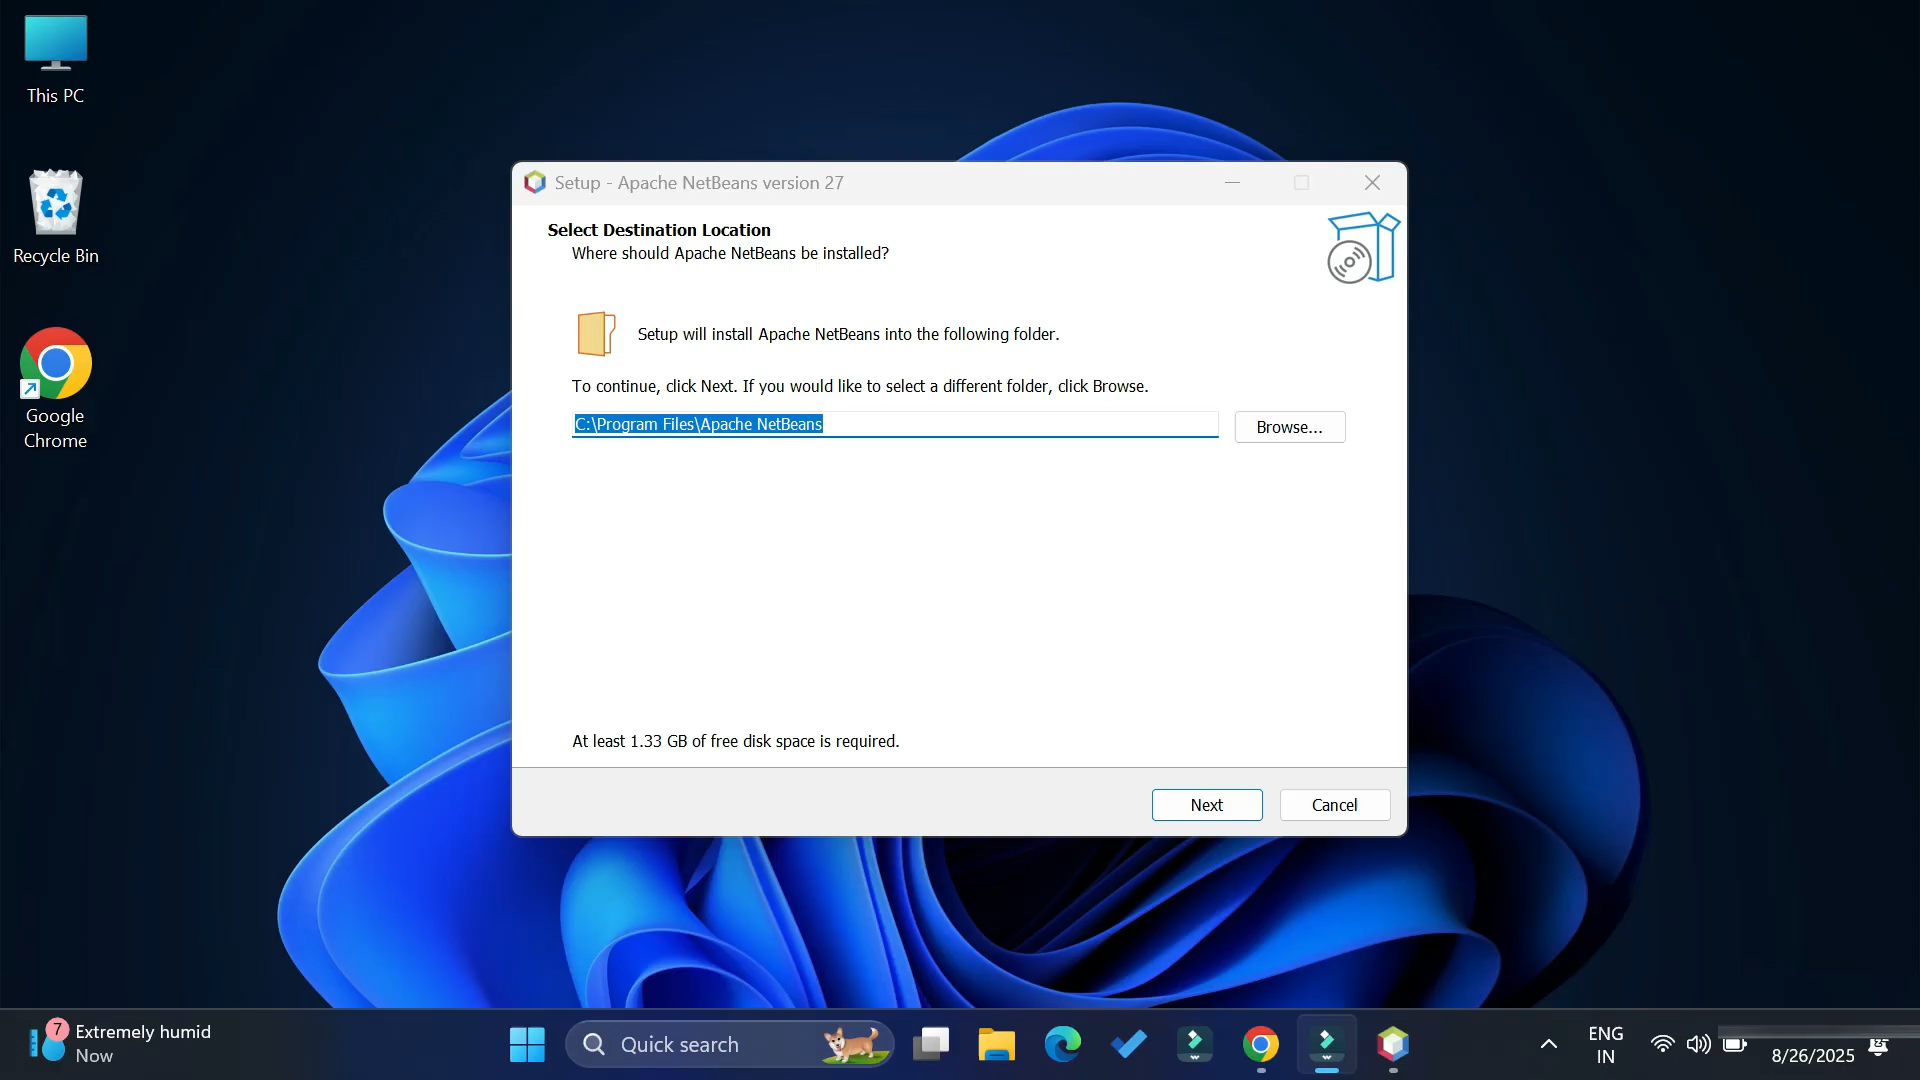 This PC
Recycle Bin
Google
Chrome
Setup - Apache NetBeans version 27
Select Destination Location
Where should Apache NetBeans be installed?
Setup will install Apache NetBeans into the following folder.
To continue, click Next. If you would like to select a different folder, click Browse.
C:\Program Files\Apache NetBeans
Browse...
At least 1.33 GB of free disk space is required.
Next
Cancel
7
Extremely humid
Now
Quick search
ENG
IN
8/26/2025